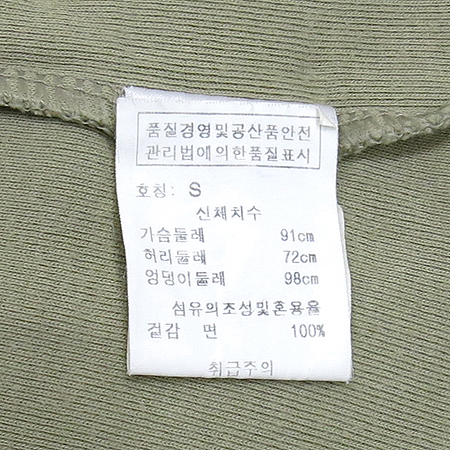 품질경영및공산품안전
관리법에의한품질표시
호칭: S
신체치수
가슴둘레 91cm
허리둘레 72cm
엉덩이둘레 98cm
섬유의조성및혼용율
겉감 면 100%
취급주의